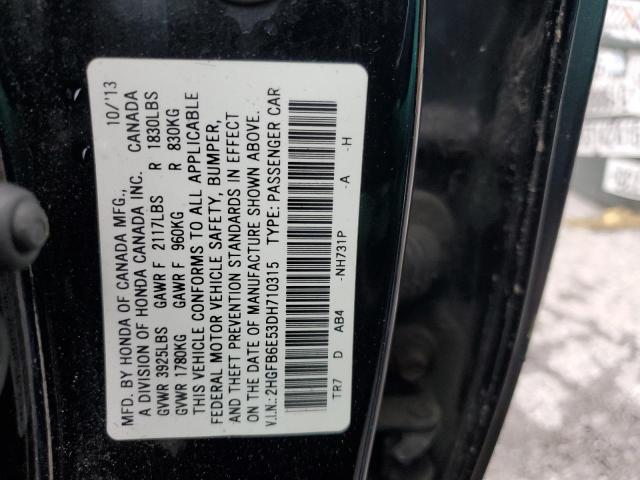 MFD. BY HONDA OF CANADA MFG., 10/'13
A DIVISION OF HONDA CANADA INC. CANADA
GVWR 3925LBS GAWR F 2117LBS R 1830LBS
GVWR 1780KG GAWR F 960KG R 830KG
THIS VEHICLE CONFORMS TO ALL APPLICABLE
FEDERAL MOTOR VEHICLE SAFETY, BUMPER,
AND THEFT PREVENTION STANDARDS IN EFFECT
ON THE DATE OF MANUFACTURE SHOWN ABOVE.
V.I.N.: 2HGFB6E53DH710315 TYPE: PASSENGER CAR
TR7 D AB4 -NH731P -A -H